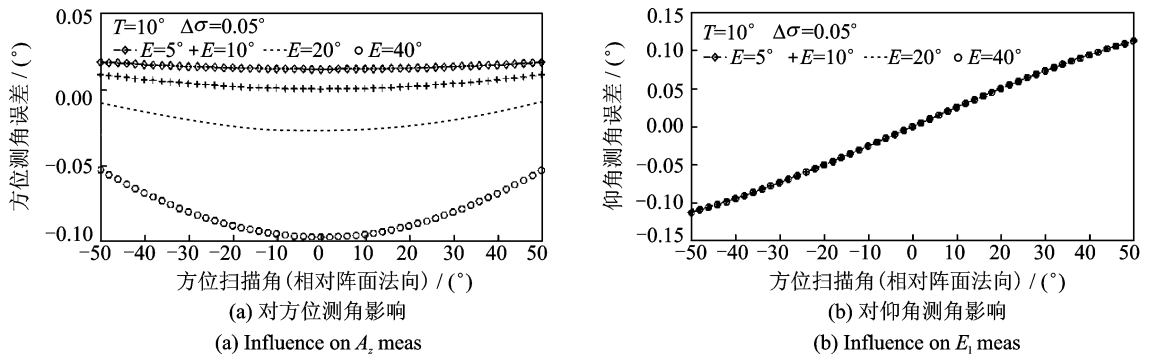 T=10° Δσ=0.05°
E=5° E=10° E=20° E=40°
0.05
0.00
−0.05
−0.10
−50 −40 −30 −20 −10 0 10 20 30 40 50
方位测角误差 / (°)
方位扫描角(相对阵面法向) / (°)
(a) 对方位测角影响
(a) Influence on Az meas
T=10° Δσ=0.05°
E=5° E=10° E=20° E=40°
0.15
0.10
0.05
0.00
−0.05
−0.10
−0.15
−50 −40 −30 −20 −10 0 10 20 30 40 50
仰角测角误差 / (°)
方位扫描角(相对阵面法向) / (°)
(b) 对仰角测角影响
(b) Influence on El meas